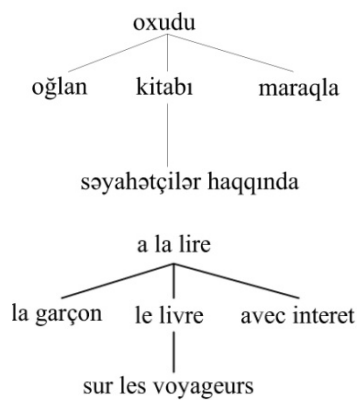 oxudu
oğlan kitabı maraqla
səyahətçilər haqqında
a la lire
la garçon le livre avec interet
sur les voyageurs